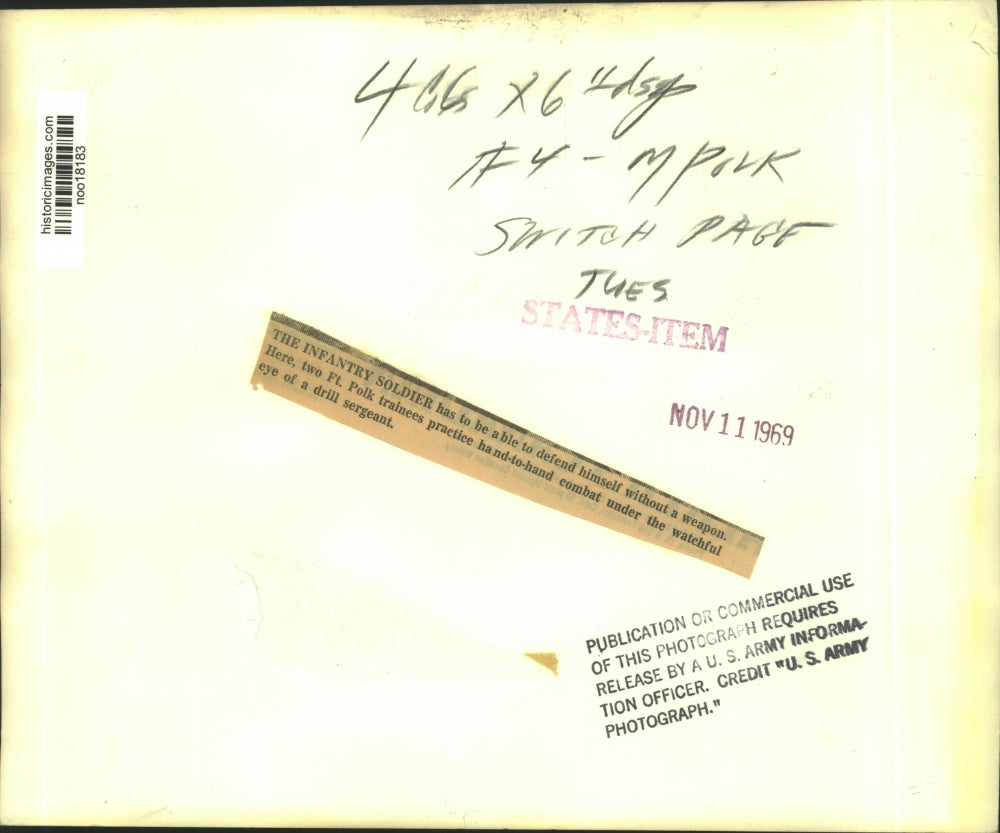 historicimages.com
noo18183
4 x 6"
#4 - M POLK
SWITCH PAGE
TUES
STATES-ITEM
NOV 11 1969
THE INFANTRY SOLDIER has to be able to defend himself without a weapon.
Here, two Ft. Polk trainees practice hand-to-hand combat under the watchful
eye of a drill sergeant.
PUBLICATION OR COMMERCIAL USE
OF THIS PHOTOGRAPH REQUIRES
RELEASE BY A U. S. ARMY INFORMA-
TION OFFICER. CREDIT "U. S. ARMY
PHOTOGRAPH."